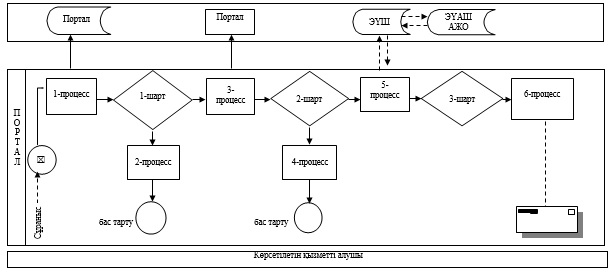 Портал
Портал
ЭҮШ
ЭҮАШ
АЖО
ПОРТАЛ
1-процесс
1-шарт
3-
процесс
2-шарт
5-
процесс
3-шарт
6-процесс
2-процесс
4-процесс
Сұраныс
бас тарту
бас тарту
Көрсетілетін қызметті алушы